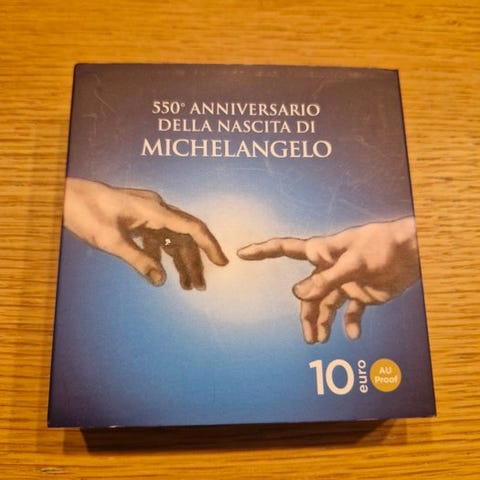 550° ANNIVERSARIO
DELLA NASCITA DI
MICHELANGELO
10 euro
AU
Proof